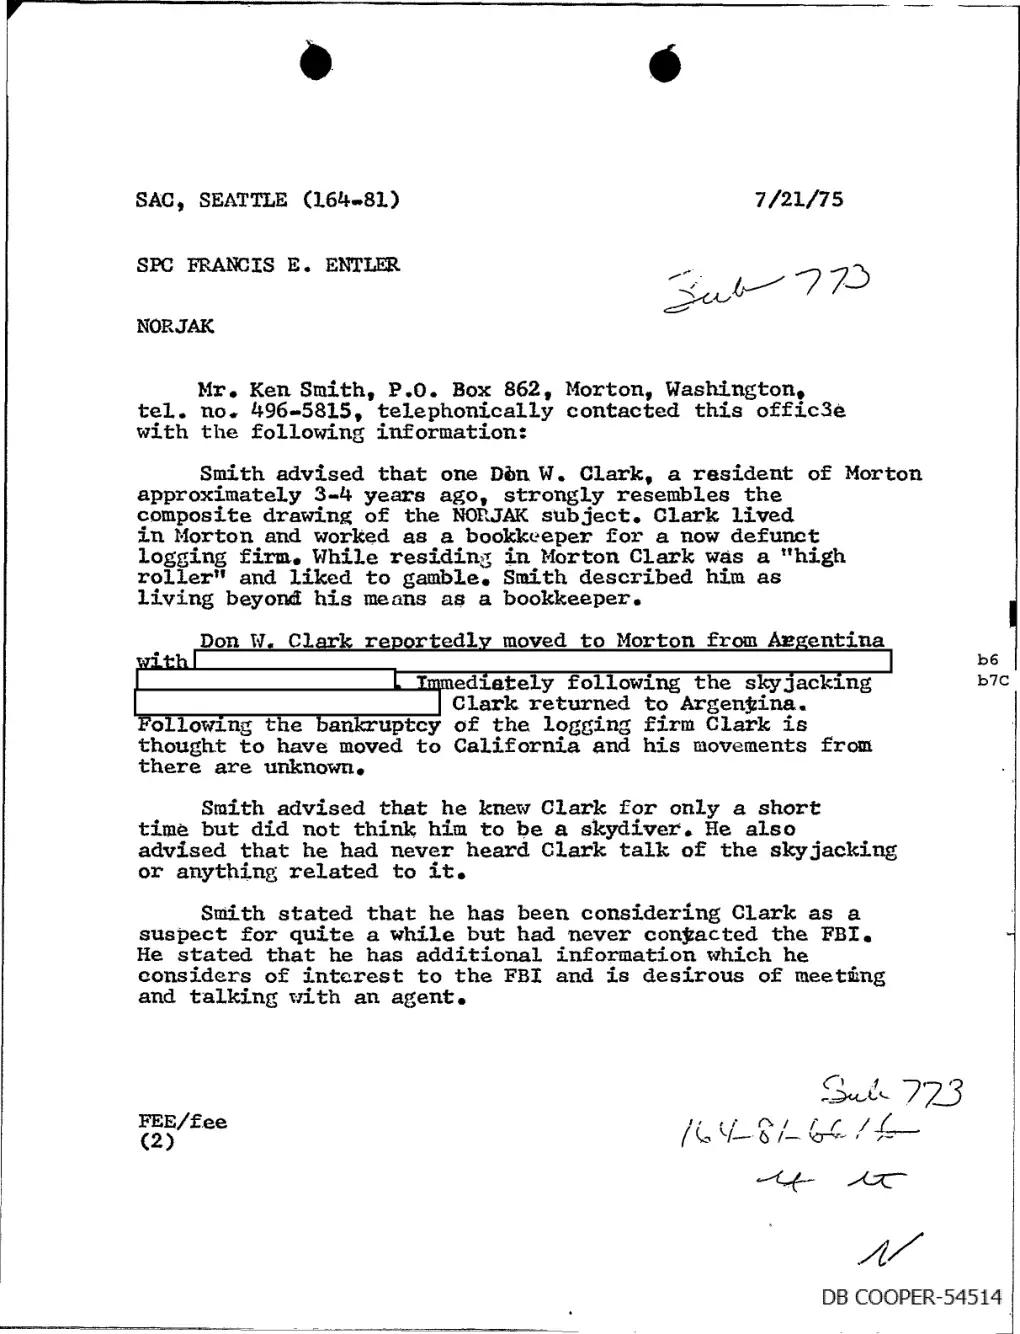 SAC, SEATTLE (164-81) 7/21/75
SPC FRANCIS E. ENTLER
Sub 773
NORJAK
Mr. Ken Smith, P.O. Box 862, Morton, Washington,
tel. no. 496-5815, telephonically contacted this offic3e
with the following information:
Smith advised that one Don W. Clark, a resident of Morton
approximately 3-4 years ago, strongly resembles the
composite drawing of the NORJAK subject. Clark lived
in Morton and worked as a bookkeeper for a now defunct
logging firm. While residing in Morton Clark was a "high
roller" and liked to gamble. Smith described him as
living beyond his means as a bookkeeper.
Don W. Clark reportedly moved to Morton from Argentina
with b6
. Immediately following the skyjacking b7C
Clark returned to Argentina.
Following the bankruptcy of the logging firm Clark is
thought to have moved to California and his movements from
there are unknown.
Smith advised that he knew Clark for only a short
time but did not think him to be a skydiver. He also
advised that he had never heard Clark talk of the skyjacking
or anything related to it.
Smith stated that he has been considering Clark as a
suspect for quite a while but had never contacted the FBI.
He stated that he has additional information which he
considers of interest to the FBI and is desirous of meeting
and talking with an agent.
Sub 773
FEE/fee
(2)
164-81-
N
DB COOPER-54514